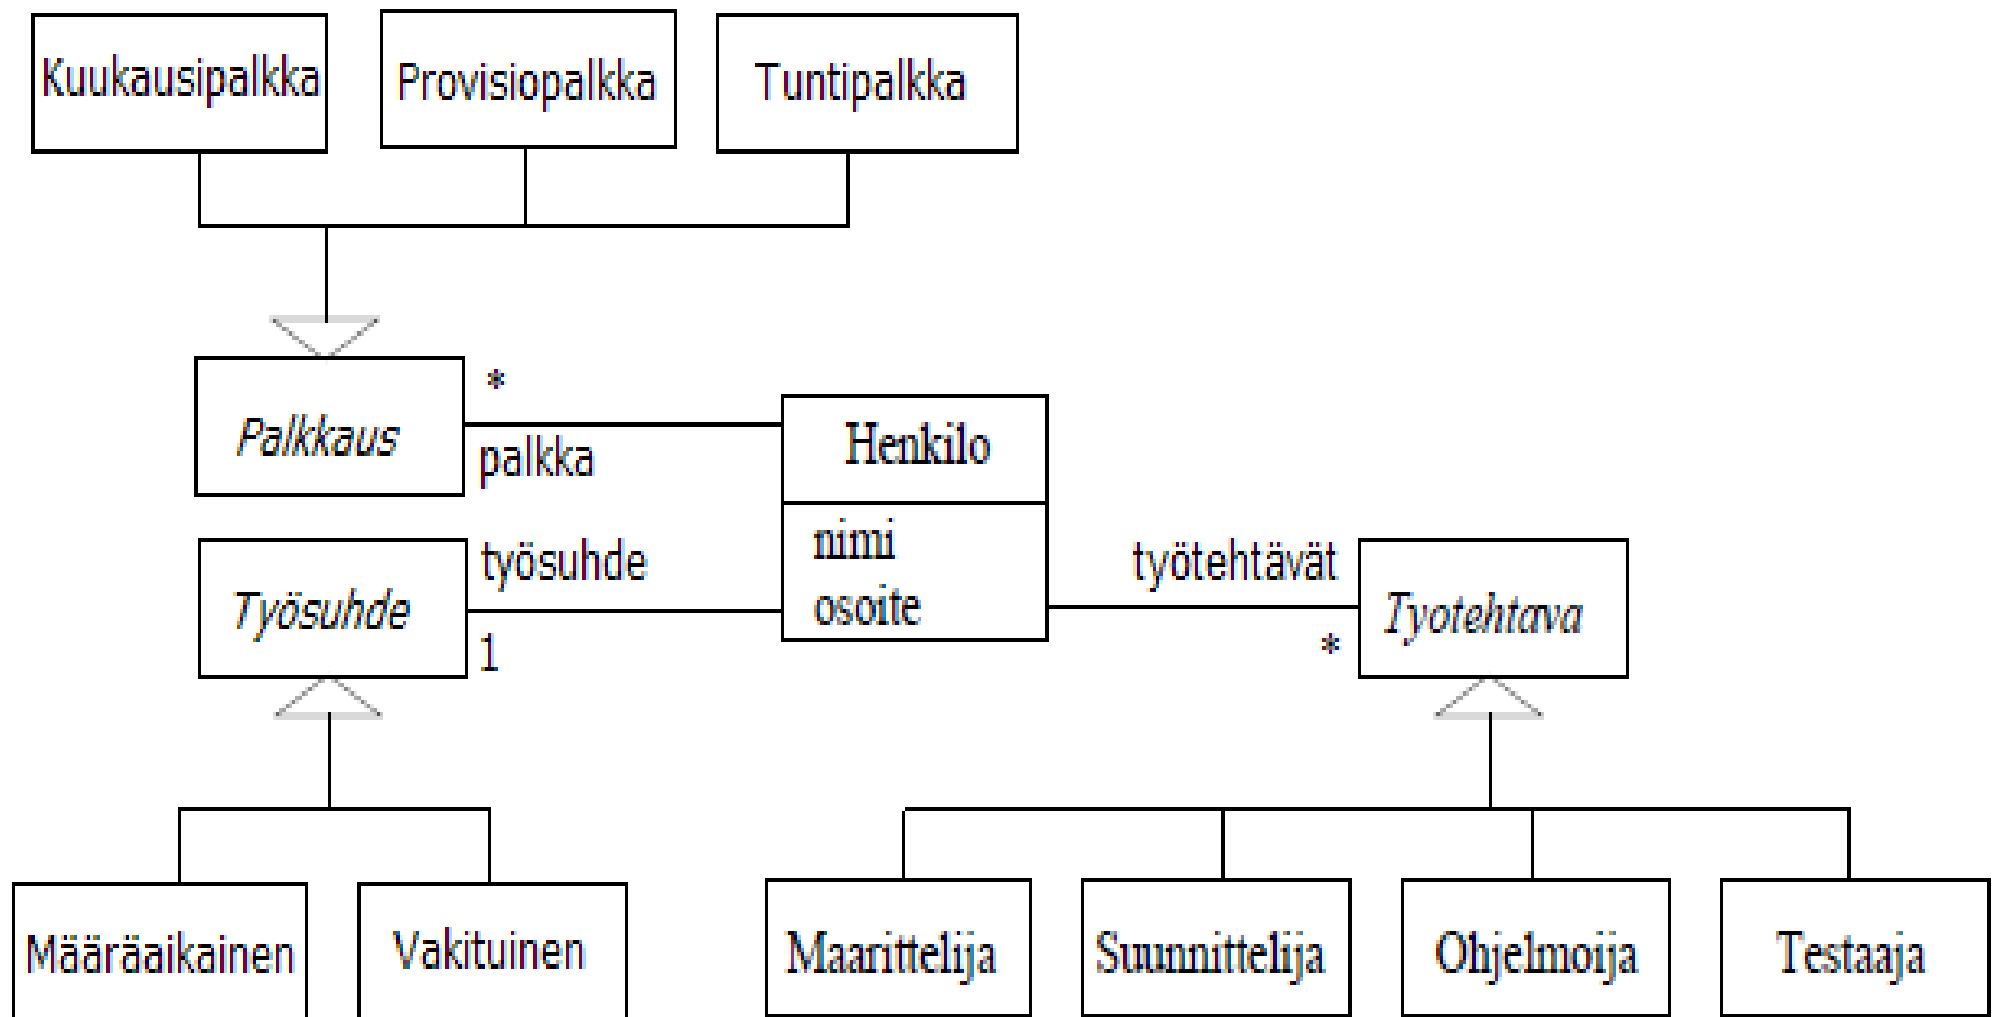 Kuukausipalkka
Provisiopalkka
Tuntipalkka
*
Palkkaus
palkka
Henkilo
nimi
osoite
työsuhde
Työsuhde
1
työtehtävät
Tyotehtava
*
Määräaikainen
Vakituinen
Maarittelija
Suunnittelija
Ohjelmoija
Testaaja